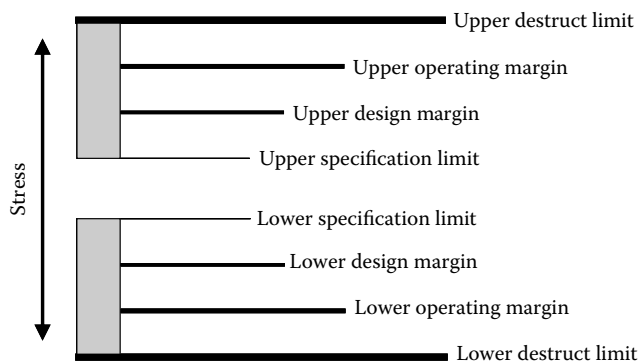 Upper destruct limit
Upper operating margin
Upper design margin
Upper specification limit
Stress
Lower specification limit
Lower design margin
Lower operating margin
Lower destruct limit